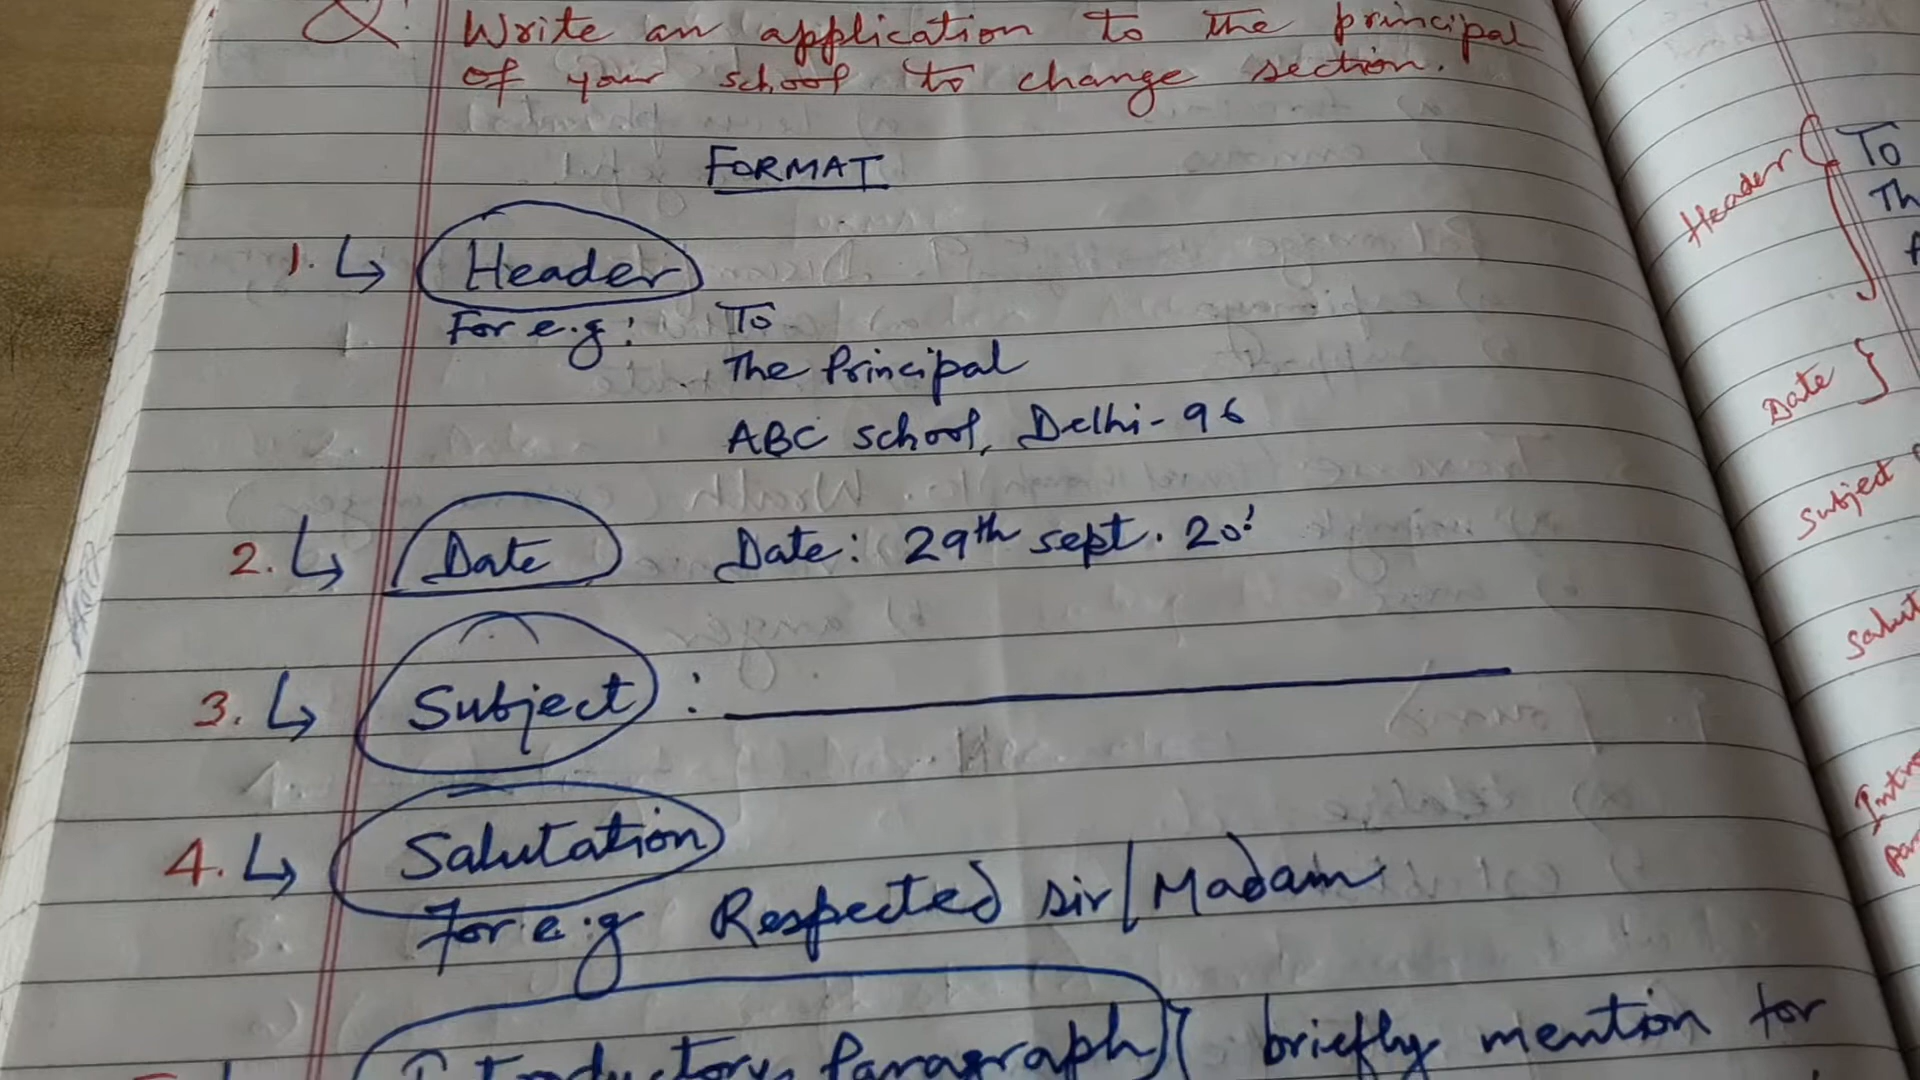 Q. Write an application to the principal
of your school to change section.
FORMAT
1. ↳ Header
For e.g: To
The Principal
ABC school, Delhi-96
2. ↳ Date Date: 29th sept. 20
3. ↳ Subject :
4. ↳ Salutation
For e.g Respected sir/Madam
Introductory Paragraph briefly mention for
Header To
Th
Date
Subject
Salut
Intro
Par